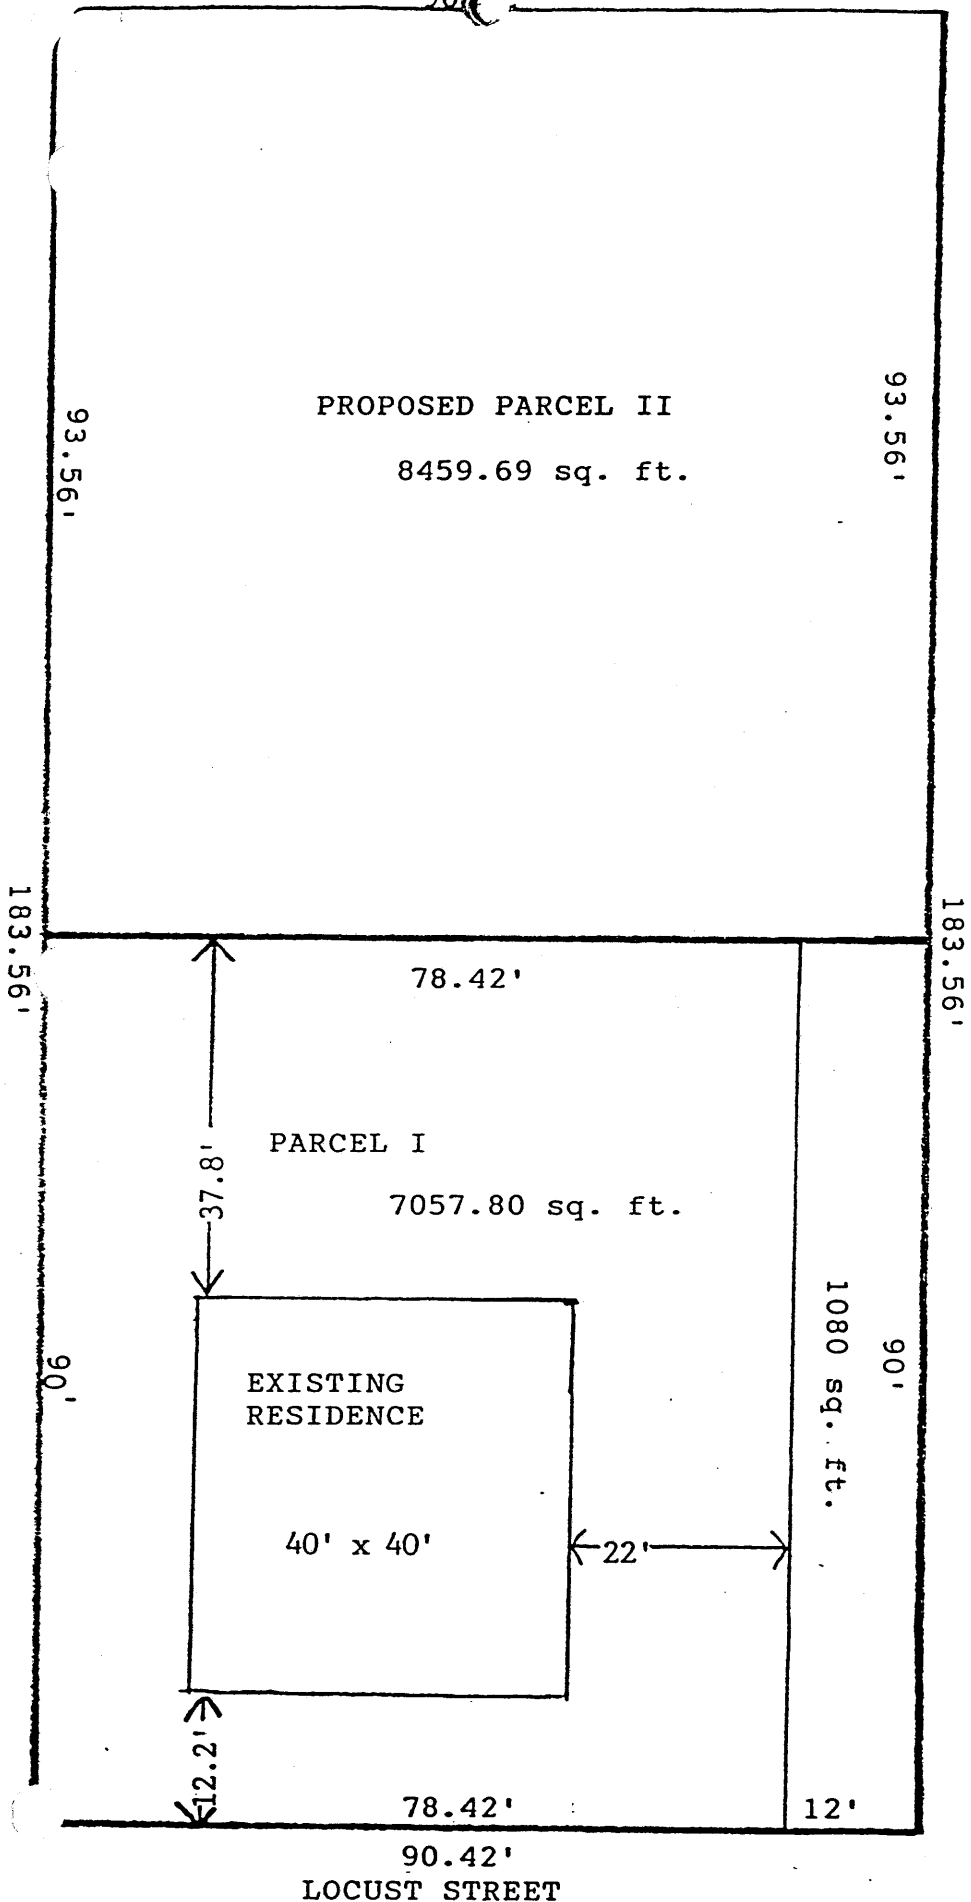 93.56'
PROPOSED PARCEL II
93.56'
8459.69 sq. ft.
183.56'
183.56'
78.42'
PARCEL I
37.8'
7057.80 sq. ft.
1080 sq. ft.
90'
90'
EXISTING
RESIDENCE
40' x 40'
22'
12.2'
78.42'
12'
90.42'
LOCUST STREET